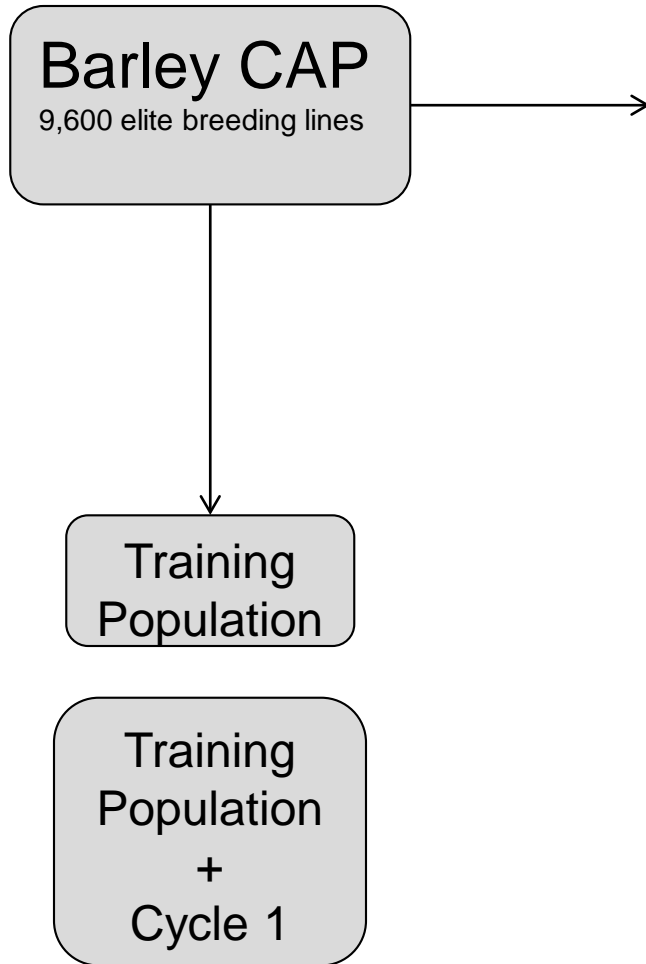 Barley CAP
9,600 elite breeding lines
Training
Population
Training
Population
+
Cycle 1